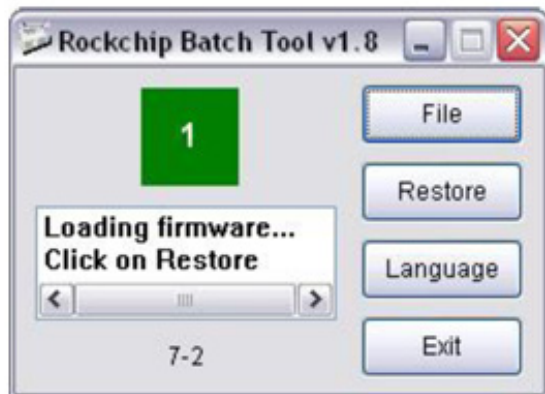 Rockchip Batch Tool v1.8
1
File
Loading firmware...
Click on Restore
Restore
Language
7-2
Exit